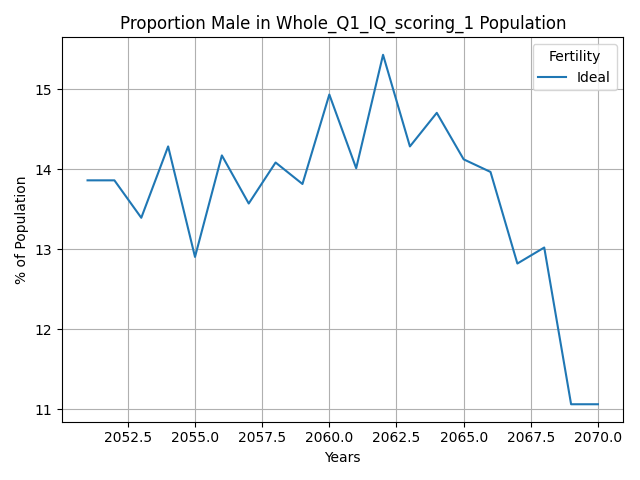 Proportion Male in Whole_Q1_IQ_scoring_1 Population
Fertility
Ideal
% of Population
15
14
13
12
11
2052.5 2055.0 2057.5 2060.0 2062.5 2065.0 2067.5 2070.0
Years